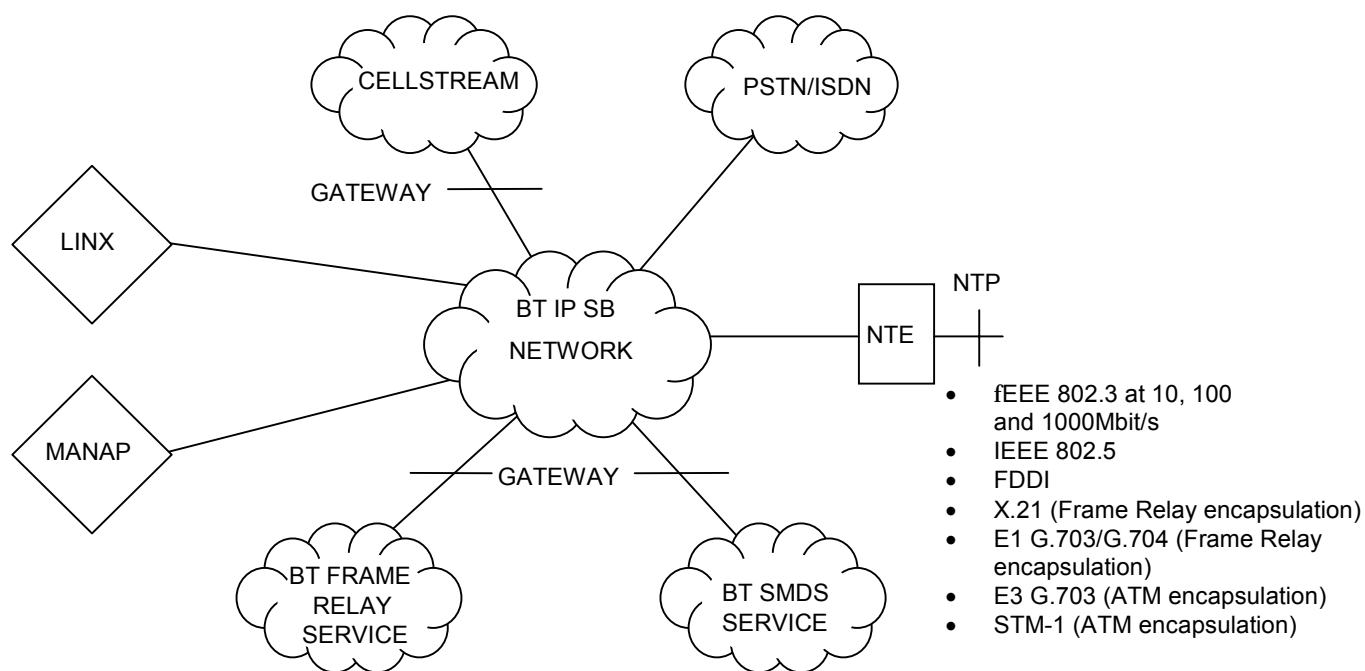 CELLSTREAM
PSTN/ISDN
GATEWAY
LINX
BT IP SB
NETWORK
NTP
NTE
MANAP
GATEWAY
BT FRAME
RELAY
SERVICE
BT SMDS
SERVICE
• fEEE 802.3 at 10, 100
and 1000Mbit/s
• IEEE 802.5
• FDDI
• X.21 (Frame Relay encapsulation)
• E1 G.703/G.704 (Frame Relay
encapsulation)
• E3 G.703 (ATM encapsulation)
• STM-1 (ATM encapsulation)